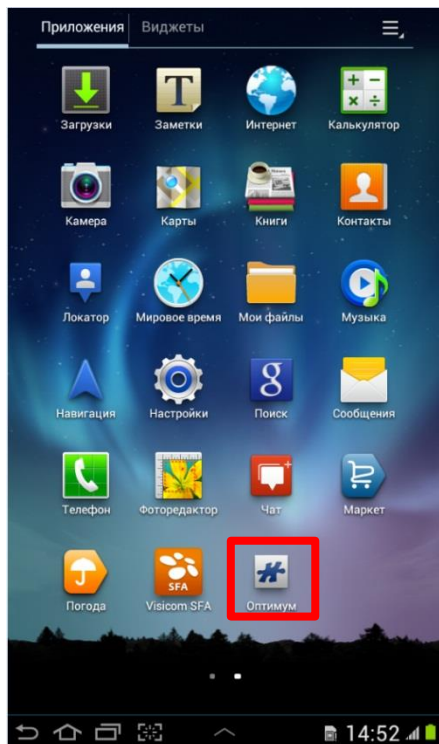 Приложения Виджеты
Загрузки Заметки Интернет Калькулятор
Камера Карты Книги Контакты
Локатор Мировое время Мои файлы Музыка
Навигация Настройки Поиск Сообщения
Телефон Фоторедактор Чат Маркет
SFA
Погода Visicom SFA Оптимум
14:52